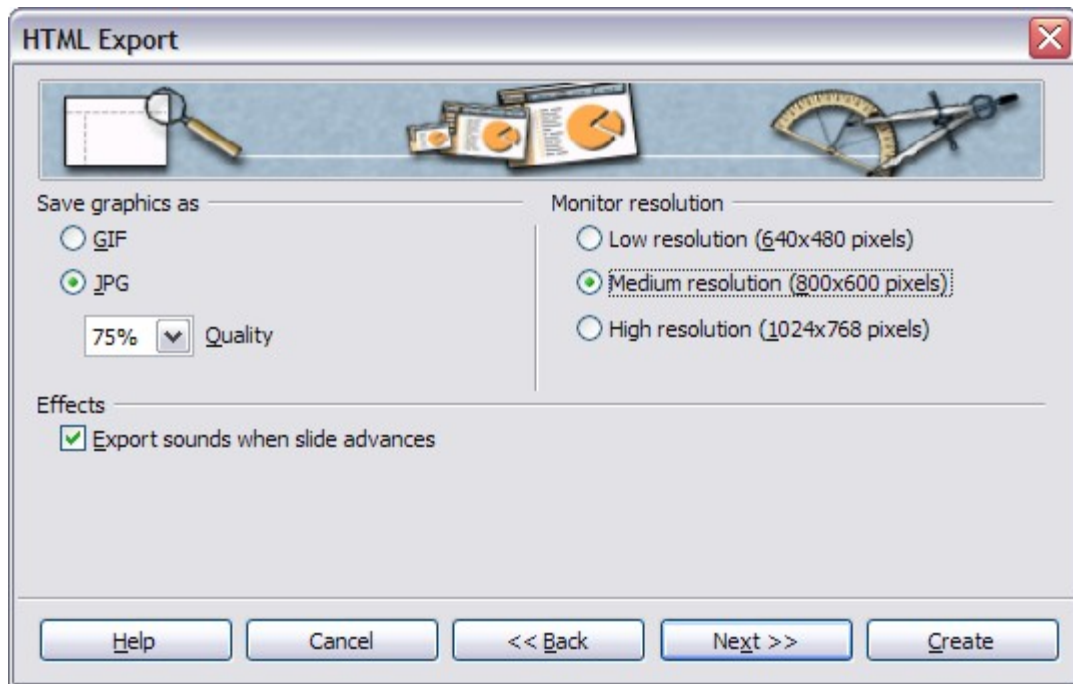 HTML Export
Save graphics as
GIF
JPG
75% Quality
Monitor resolution
Low resolution (640x480 pixels)
Medium resolution (800x600 pixels)
High resolution (1024x768 pixels)
Effects
Export sounds when slide advances
Help Cancel << Back Next >> Create